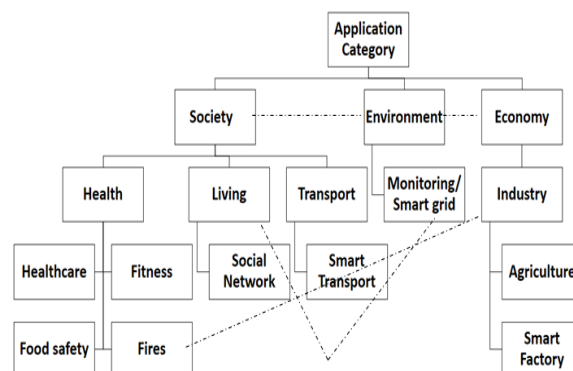 Application
Category
Society
Environment
Economy
Health
Living
Transport
Monitoring/
Smart grid
Industry
Healthcare
Fitness
Social
Network
Smart
Transport
Agriculture
Food safety
Fires
Smart
Factory